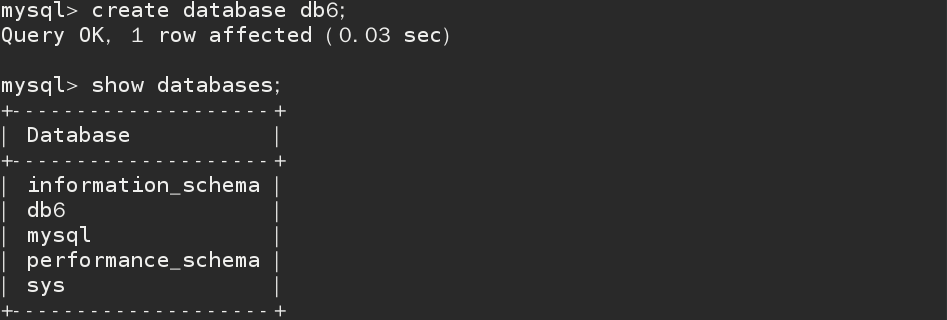 mysql> create database db6;
Query OK, 1 row affected (0.03 sec)
mysql> show databases;
+--------------------+
| Database           |
+--------------------+
| information_schema |
| db6                |
| mysql              |
| performance_schema |
| sys                |
+--------------------+